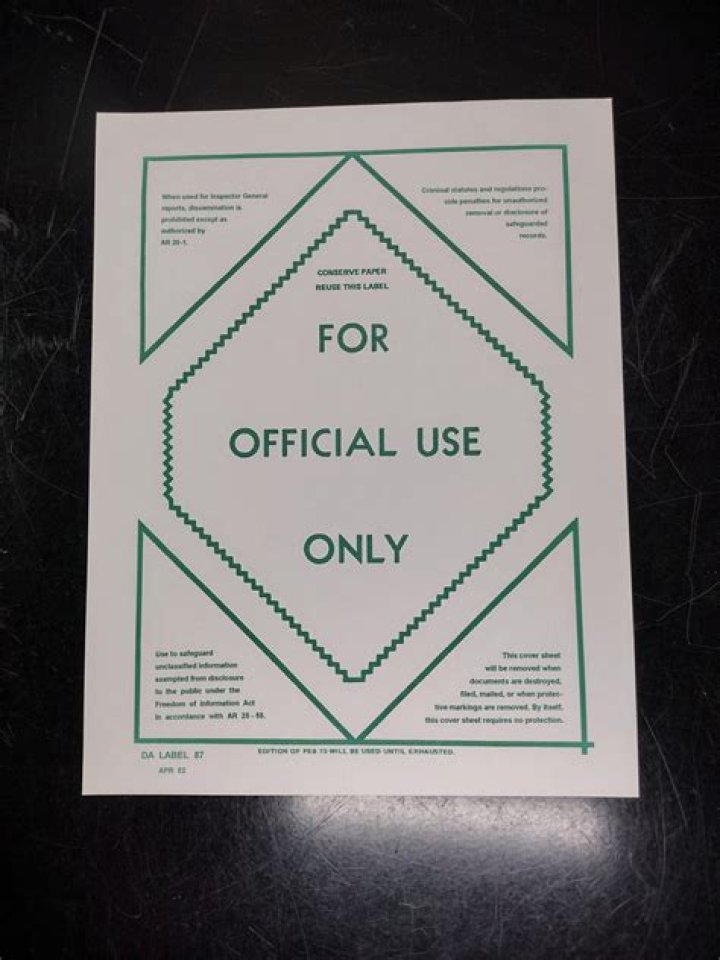 When used for Inspector General
reports, dissemination is
prohibited except as
authorized by
AR 20-1.
Criminal statutes and regulations pro-
vide penalties for unauthorized
removal or disclosure of
safeguarded
records.
CONSERVE PAPER
REUSE THIS LABEL
FOR
OFFICIAL USE
ONLY
Use to safeguard
unclassified information
exempted from disclosure
to the public under the
Freedom of Information Act
in accordance with AR 25-55.
This cover sheet
will be removed when
documents are destroyed,
filed, mailed, or when protec-
tive markings are removed. By itself,
this cover sheet requires no protection.
DA LABEL 87
APR 82
EDITION OF FEB 73 WILL BE USED UNTIL EXHAUSTED.